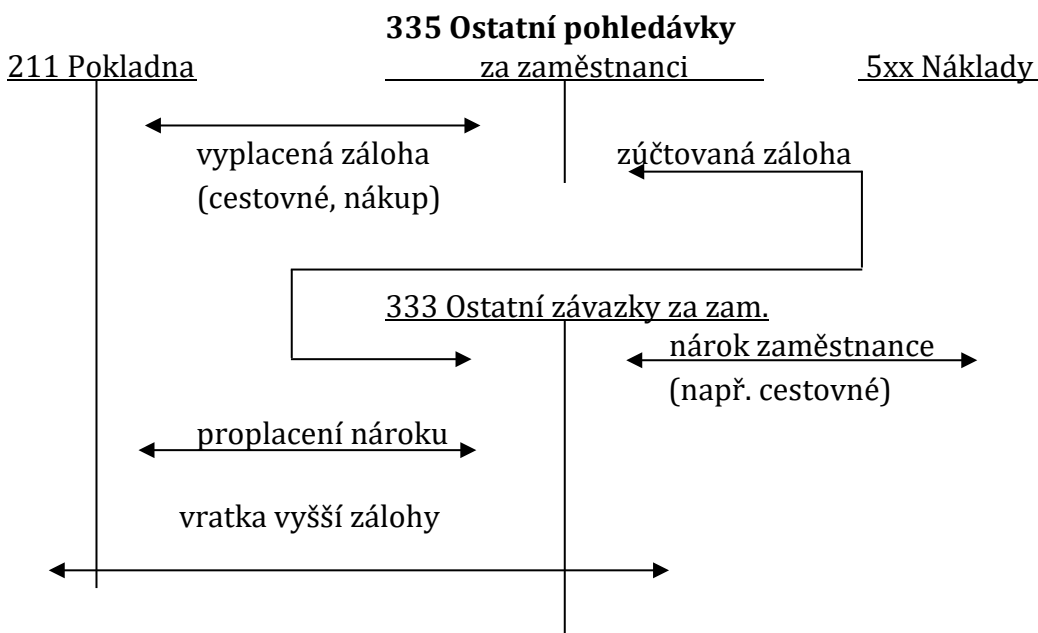 335 Ostatní pohledávky
211 Pokladna za zaměstnanci 5xx Náklady
vyplacená záloha zúčtovaná záloha
(cestovné, nákup)
333 Ostatní závazky za zam.
nárok zaměstnance
(např. cestovné)
proplacení nároku
vratka vyšší zálohy